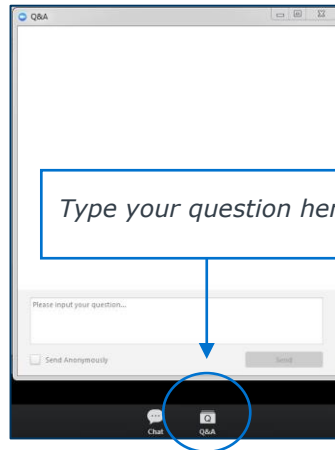 Q&A
Type your question her
Please input your question...
Send Anonymously
Send
Chat
Q
Q&A